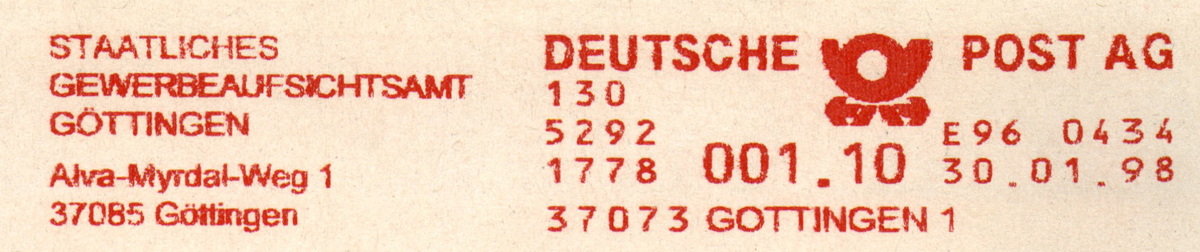 STAATLICHES
GEWERBEAUFSICHTSAMT
GÖTTINGEN
Alva-Myrdal-Weg 1
37085 Göttingen
DEUTSCHE POST AG
130
5292 E96 0434
1778 001.10 30.01.98
37073 GOTTINGEN 1